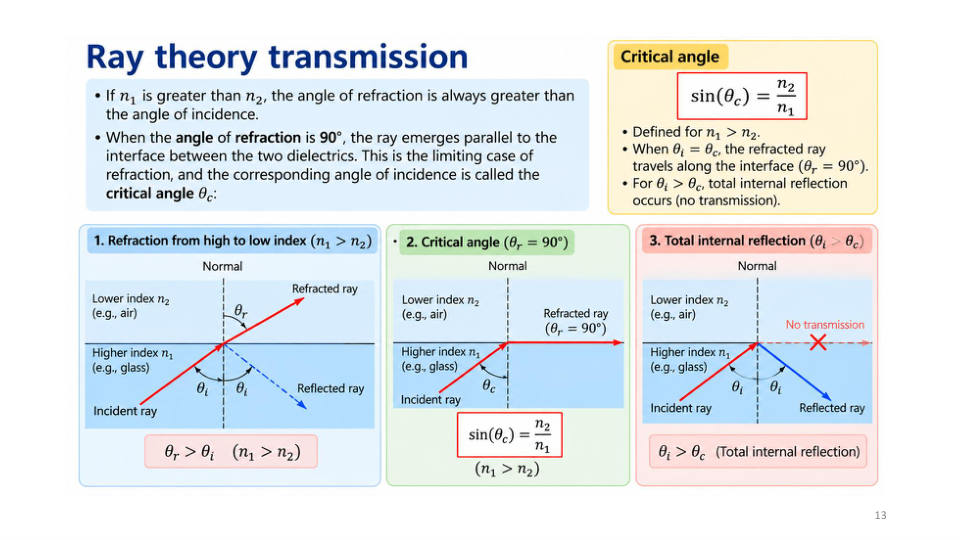 Ray theory transmission
• If n₁ is greater than n₂, the angle of refraction is always greater than
the angle of incidence.
• When the angle of refraction is 90°, the ray emerges parallel to the
interface between the two dielectrics. This is the limiting case of
refraction, and the corresponding angle of incidence is called the
critical angle θc:
Critical angle
sin(θc) = n₂/n₁
• Defined for n₁ > n₂.
• When θi = θc, the refracted ray
travels along the interface (θr = 90°).
• For θi > θc, total internal reflection
occurs (no transmission).
1. Refraction from high to low index (n₁ > n₂)
Normal
Refracted ray
Lower index n₂
(e.g., air)
θr
Higher index n₁
(e.g., glass)
θi
θi
Reflected ray
Incident ray
θr > θi (n₁ > n₂)
• 2. Critical angle (θr = 90°)
Normal
Lower index n₂
(e.g., air)
Refracted ray
(θr = 90°)
Higher index n₁
(e.g., glass)
θc
Incident ray
sin(θc) = n₂/n₁
(n₁ > n₂)
3. Total internal reflection (θi > θc)
Normal
Lower index n₂
(e.g., air)
No transmission
Higher index n₁
(e.g., glass)
θi
θi
Incident ray
Reflected ray
θi > θc (Total internal reflection)
13